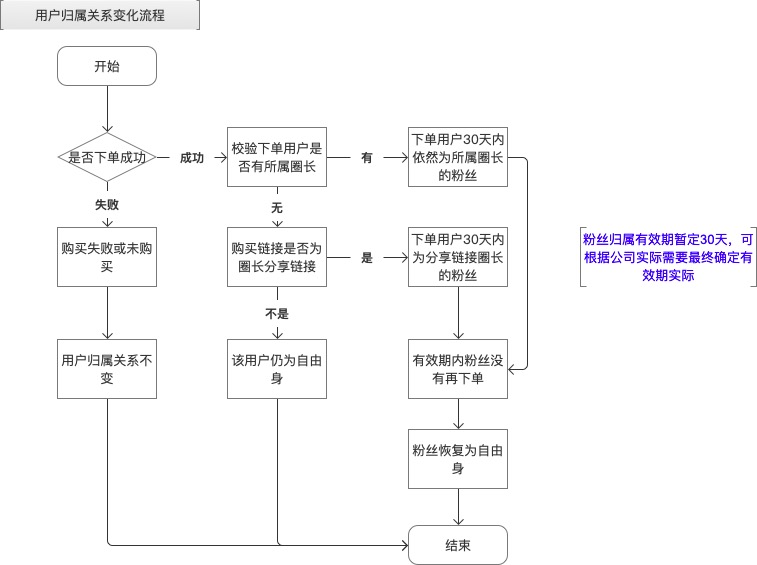 用户归属关系变化流程
开始
是否下单成功
成功
校验下单用户是
否有所属圈长
有
下单用户30天内
依然为所属圈长
的粉丝
失败
无
购买失败或未购
买
购买链接是否为
圈长分享链接
是
下单用户30天内
为分享链接圈长
的粉丝
粉丝归属有效期暂定30天，可
根据公司实际需要最终确定有
效期实际
不是
用户归属关系不
变
该用户仍为自由
身
有效期内粉丝没
有再下单
粉丝恢复为自由
身
结束